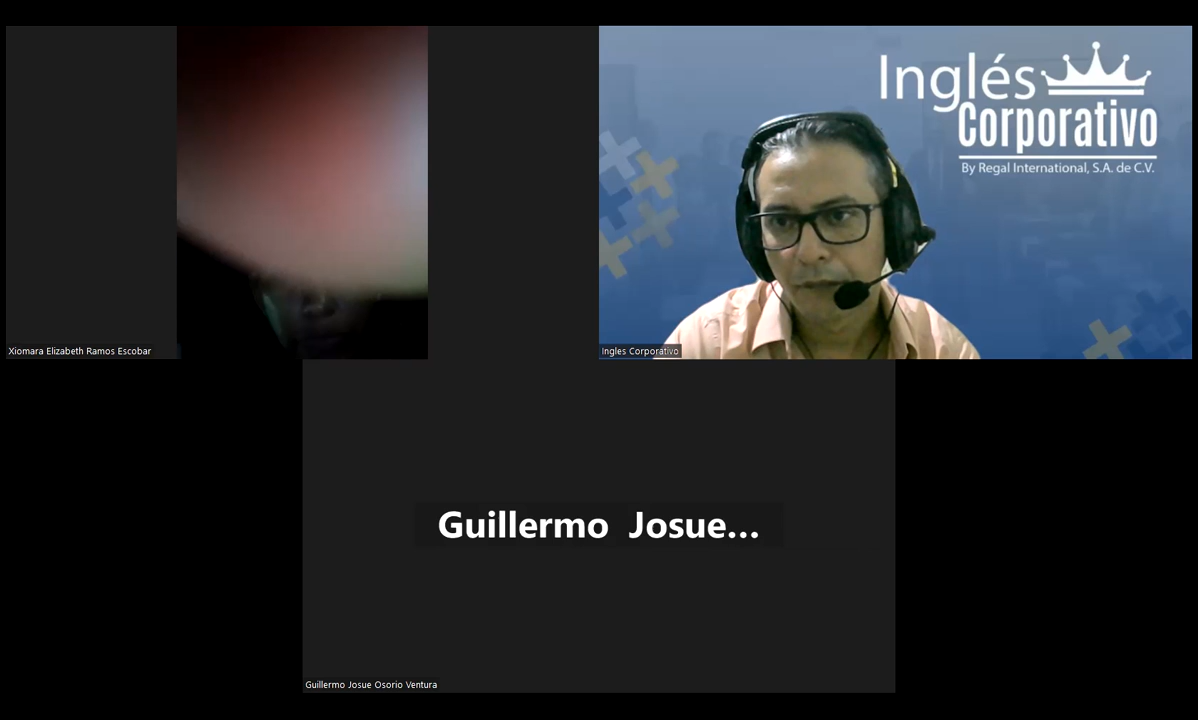 Inglés
Corporativo
By Regal International, S.A. de C.V.
Xiomara Elizabeth Ramos Escobar
Ingles Corporativo
Guillermo Josue...
Guillermo Josue Osorio Ventura